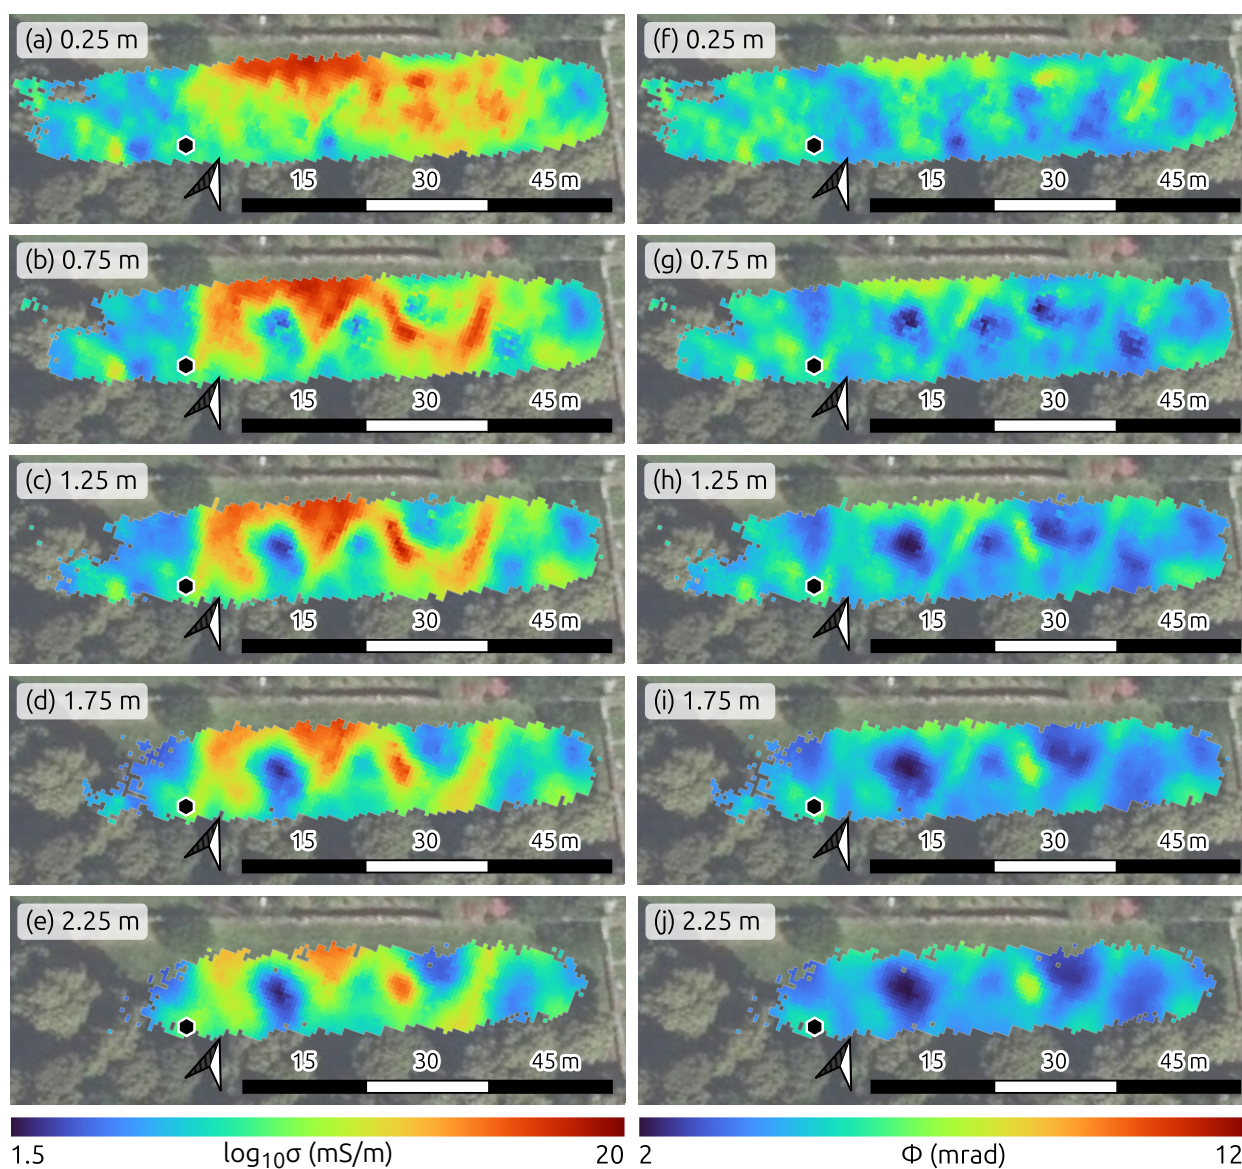 (a) 0.25 m
15 30 45 m
(f) 0.25 m
15 30 45 m
(b) 0.75 m
15 30 45 m
(g) 0.75 m
15 30 45 m
(c) 1.25 m
15 30 45 m
(h) 1.25 m
15 30 45 m
(d) 1.75 m
15 30 45 m
(i) 1.75 m
15 30 45 m
(e) 2.25 m
15 30 45 m
(j) 2.25 m
15 30 45 m
1.5 log₁₀σ (mS/m) 20
2 Φ (mrad) 12